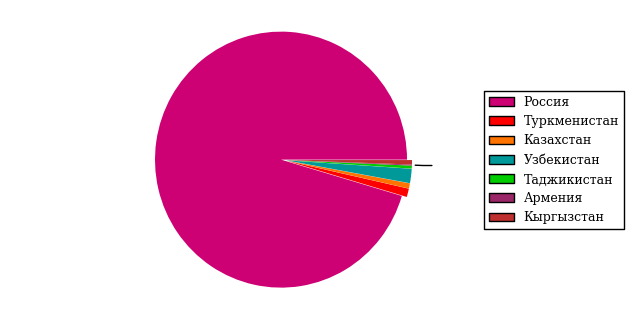 Россия
Туркменистан
Казахстан
Узбекистан
Таджикистан
Армения
Кыргызстан